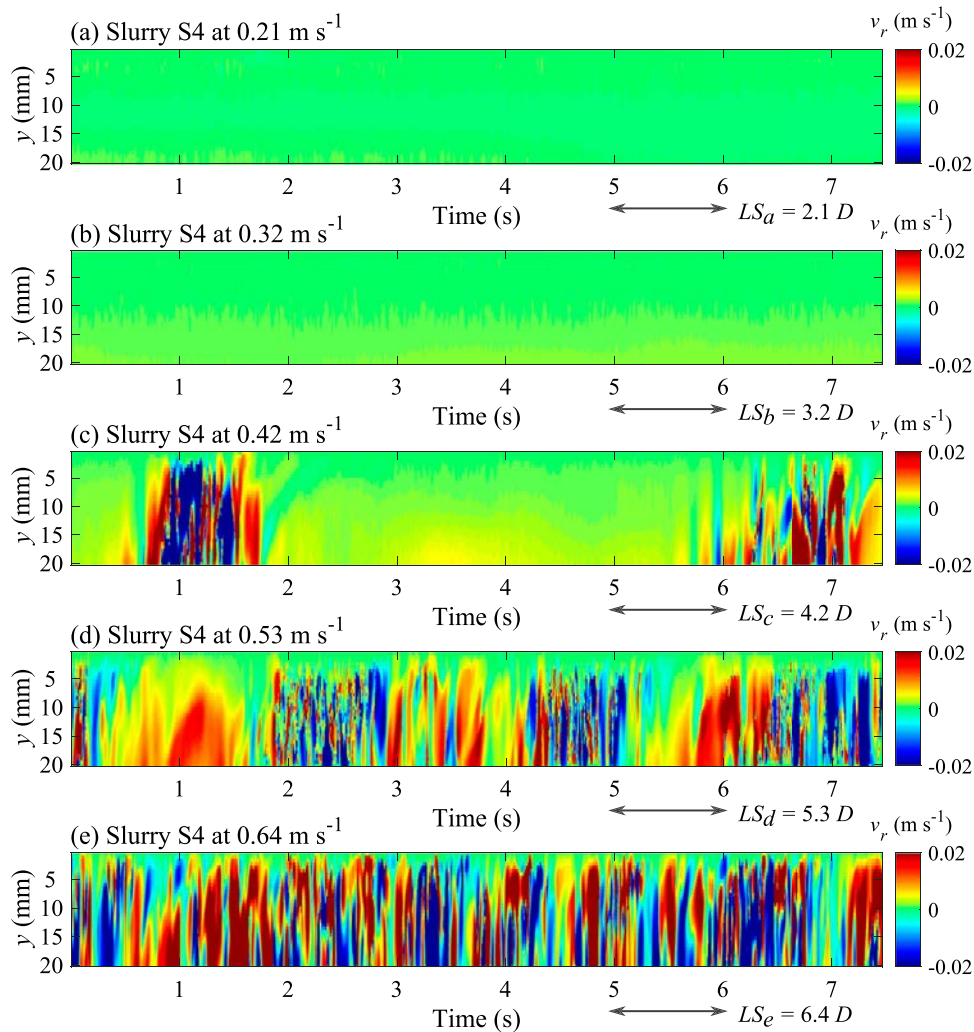 (a) Slurry S4 at 0.21 m s⁻¹ vᵣ (m s⁻¹)
0.02
5
0
10
15
-0.02
20
y (mm)
1 2 3 4 5 6 7
Time (s) LSₐ = 2.1 D
(b) Slurry S4 at 0.32 m s⁻¹ vᵣ (m s⁻¹)
0.02
5
0
10
15
-0.02
20
y (mm)
1 2 3 4 5 6 7
Time (s) LS_b = 3.2 D
(c) Slurry S4 at 0.42 m s⁻¹ vᵣ (m s⁻¹)
0.02
5
0
10
15
-0.02
20
y (mm)
1 2 3 4 5 6 7
Time (s) LS_c = 4.2 D
(d) Slurry S4 at 0.53 m s⁻¹ vᵣ (m s⁻¹)
0.02
5
0
10
15
-0.02
20
y (mm)
1 2 3 4 5 6 7
Time (s) LS_d = 5.3 D
(e) Slurry S4 at 0.64 m s⁻¹ vᵣ (m s⁻¹)
0.02
5
0
10
15
-0.02
20
y (mm)
1 2 3 4 5 6 7
Time (s) LSₑ = 6.4 D